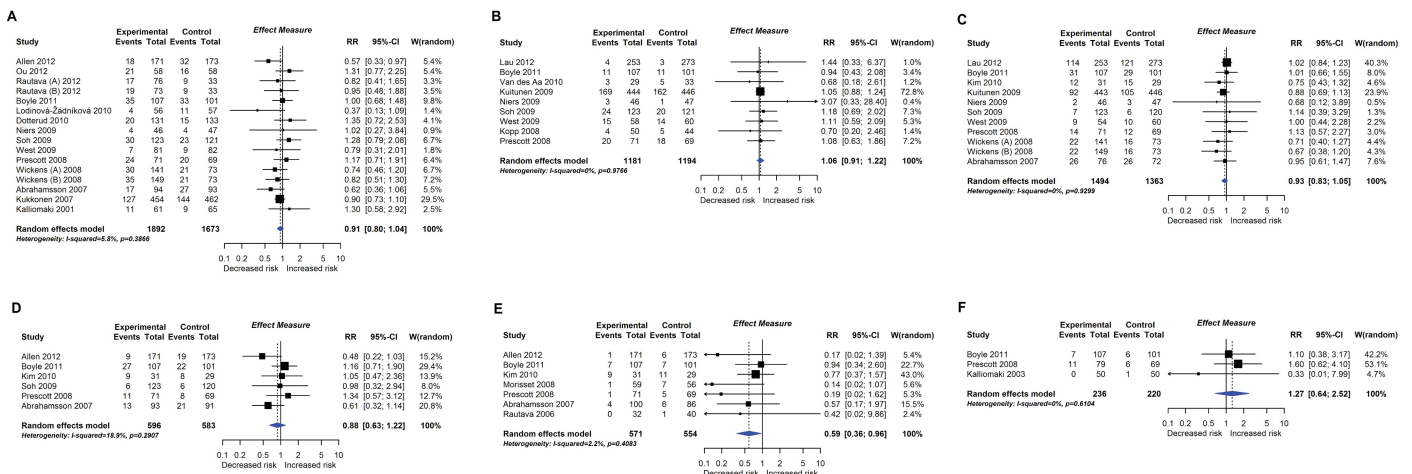 A
Experimental Control Effect Measure
Study Events Total Events Total RR 95%-CI W(random)
Allen 2012 18 171 32 173 0.57 [0.33; 0.97] 5.4%
Ou 2012 21 58 16 58 1.31 [0.77; 2.25] 5.4%
Rautava (A) 2012 17 76 9 33 0.82 [0.41; 1.65] 3.4%
Rautava (B) 2012 19 73 9 33 0.95 [0.48; 1.88] 3.5%
Boyle 2011 35 107 33 101 1.00 [0.68; 1.48] 9.4%
Lodinová-Žádníková 2010 4 56 11 57 0.37 [0.13; 1.09] 1.5%
Dotterud 2010 20 131 15 133 1.35 [0.72; 2.53] 4.1%
Niers 2009 4 46 4 47 1.02 [0.27; 3.84] 1.0%
Soh 2009 30 123 23 121 1.28 [0.79; 2.08] 6.5%
West 2009 7 81 9 82 0.79 [0.31; 2.01] 2.0%
Prescott 2008 24 71 20 69 1.17 [0.71; 1.91] 6.3%
Wickens (A) 2008 30 141 21 73 0.74 [0.46; 1.20] 6.6%
Wickens (B) 2008 35 149 21 73 0.82 [0.51; 1.30] 7.0%
Abrahamsson 2007 17 94 27 93 0.62 [0.36; 1.06] 5.4%
Kukkonen 2007 127 454 144 462 0.90 [0.73; 1.10] 29.5%
Kalliomaki 2001 11 61 9 65 1.30 [0.58; 2.92] 2.5%
Random effects model 1892 1673 0.91 [0.80; 1.04] 100%
Heterogeneity: I-squared=5.8%, p=0.3866
0.1 0.2 0.5 1 2 5 10
Decreased risk Increased risk
B
Experimental Control Effect Measure
Study Events Total Events Total RR 95%-CI W(random)
Lau 2012 4 253 3 273 1.44 [0.33; 6.37] 1.0%
Boyle 2011 11 107 11 101 0.94 [0.43; 2.08] 3.4%
Van des Aa 2010 3 29 5 33 0.68 [0.18; 2.61] 1.2%
Kuitunen 2009 169 444 162 446 1.05 [0.88; 1.24] 72.8%
Niers 2009 3 46 1 47 3.07 [0.33; 28.40] 0.4%
Soh 2009 24 123 20 121 1.18 [0.69; 2.02] 7.5%
West 2009 15 58 14 60 1.11 [0.59; 2.09] 5.4%
Kopp 2008 4 50 5 44 0.70 [0.20; 2.46] 1.4%
Prescott 2008 20 71 18 69 1.08 [0.63; 1.86] 7.2%
Random effects model 1181 1194 1.06 [0.91; 1.22] 100%
Heterogeneity: I-squared=0%, p=0.9766
0.1 0.2 0.5 1 2 5 10
Decreased risk Increased risk
C
Experimental Control Effect Measure
Study Events Total Events Total RR 95%-CI W(random)
Lau 2012 114 253 121 273 1.02 [0.84; 1.23] 40.3%
Boyle 2011 31 107 29 101 1.01 [0.66; 1.55] 8.0%
Kim 2010 12 31 15 29 0.75 [0.43; 1.32] 4.6%
Kuitunen 2009 92 443 105 446 0.88 [0.69; 1.13] 23.9%
Niers 2009 2 46 3 47 0.68 [0.12; 3.89] 0.5%
Soh 2009 7 123 6 120 1.14 [0.39; 3.29] 1.3%
West 2009 9 54 10 60 1.00 [0.44; 2.28] 2.2%
Prescott 2008 14 71 12 69 1.13 [0.57; 2.27] 3.0%
Wickens (A) 2008 22 141 16 73 0.71 [0.40; 1.27] 4.3%
Wickens (B) 2008 22 149 16 73 0.67 [0.38; 1.20] 4.3%
Abrahamsson 2007 26 76 26 72 0.95 [0.61; 1.47] 7.6%
Random effects model 1494 1363 0.93 [0.83; 1.05] 100%
Heterogeneity: I-squared=0%, p=0.9299
0.1 0.2 0.5 1 2 5 10
Decreased risk Increased risk
D
Experimental Control Effect Measure
Study Events Total Events Total RR 95%-CI W(random)
Allen 2012 9 171 19 173 0.48 [0.22; 1.03] 15.2%
Boyle 2011 27 107 22 101 1.16 [0.71; 1.90] 29.4%
Kim 2010 9 31 8 29 1.05 [0.47; 2.36] 13.9%
Soh 2009 6 123 6 120 0.98 [0.32; 2.94] 8.0%
Prescott 2008 11 71 8 69 1.34 [0.57; 3.12] 12.7%
Abrahamsson 2007 13 93 21 91 0.61 [0.32; 1.14] 20.8%
Random effects model 596 583 0.88 [0.63; 1.22] 100%
Heterogeneity: I-squared=18.9%, p=0.2907
0.1 0.2 0.5 1 2 5 10
Decreased risk Increased risk
E
Experimental Control Effect Measure
Study Events Total Events Total RR 95%-CI W(random)
Allen 2012 1 171 6 173 0.17 [0.02; 1.39] 5.4%
Boyle 2011 7 107 7 101 0.94 [0.34; 2.60] 22.7%
Kim 2010 9 31 11 29 0.77 [0.37; 1.57] 43.0%
Morisset 2008 1 59 7 56 0.14 [0.02; 1.07] 5.8%
Prescott 2008 1 71 5 69 0.19 [0.02; 1.62] 5.4%
Abrahamsson 2007 4 100 6 86 0.57 [0.17; 1.97] 15.5%
Rautava 2006 0 32 1 40 0.42 [0.02; 9.86] 2.4%
Random effects model 571 554 0.59 [0.36; 0.96] 100%
Heterogeneity: I-squared=2.2%, p=0.4083
0.1 0.2 0.5 1 2 5 10
Decreased risk Increased risk
F
Experimental Control Effect Measure
Study Events Total Events Total RR 95%-CI W(random)
Boyle 2011 7 107 6 101 1.10 [0.38; 3.17] 42.2%
Prescott 2008 11 79 6 69 1.60 [0.62; 4.10] 53.1%
Kalliomaki 2003 0 50 1 50 0.33 [0.01; 7.99] 4.7%
Random effects model 236 220 1.27 [0.64; 2.52] 100%
Heterogeneity: I-squared=0%, p=0.6104
0.1 0.2 0.5 1 2 5 10
Decreased risk Increased risk